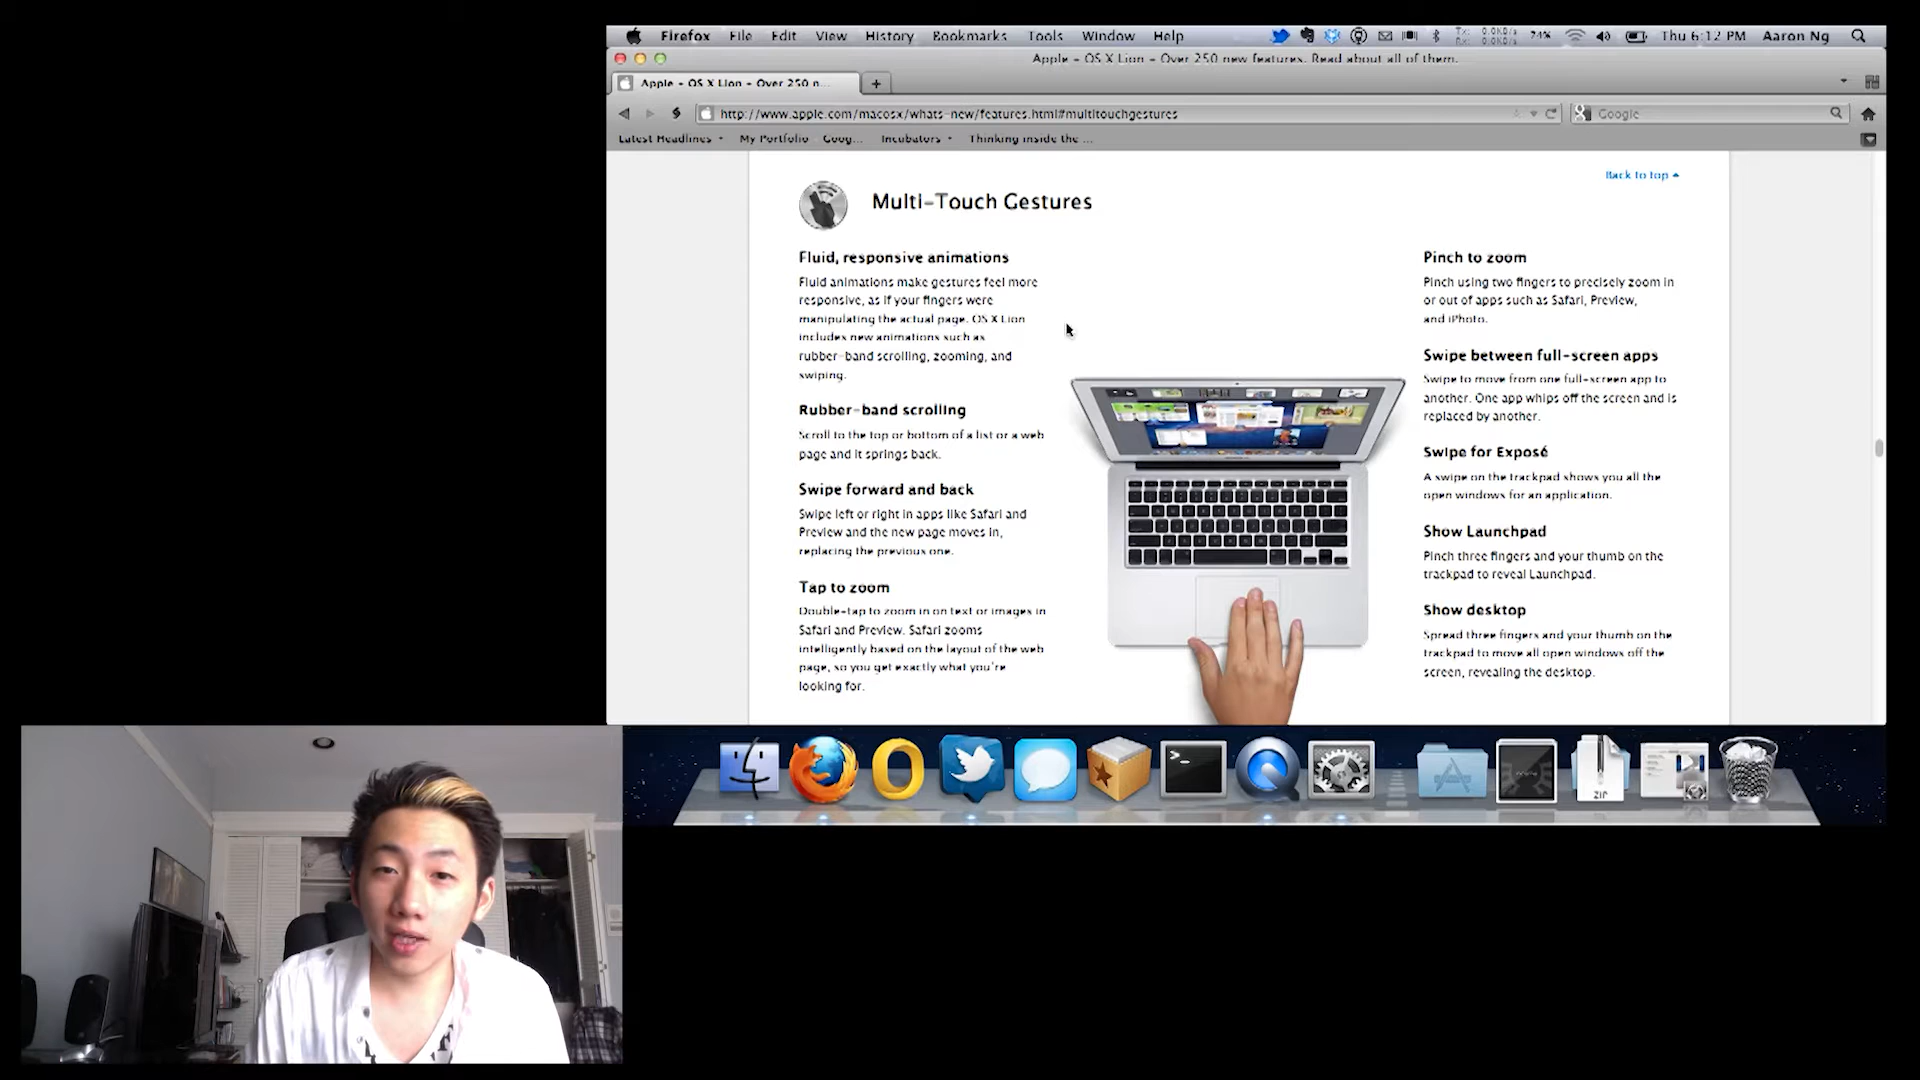 Firefox File Edit View History Bookmarks Tools Window Help Tx: 0.0KB/s Rx: 0.0KB/s 74% Thu 6:12 PM Aaron Ng
Apple - OS X Lion - Over 250 new features. Read about all of them.
Apple - OS X Lion - Over 250 n...
http://www.apple.com/macosx/whats-new/features.html#multitouchgestures Google
Latest Headlines My Portfolio Goog... Incubators Thinking inside the ...
Back to top
Multi-Touch Gestures
Fluid, responsive animations
Fluid animations make gestures feel more
responsive, as if your fingers were
manipulating the actual page. OS X Lion
includes new animations such as
rubber-band scrolling, zooming, and
swiping.
Rubber-band scrolling
Scroll to the top or bottom of a list or a web
page and it springs back.
Swipe forward and back
Swipe left or right in apps like Safari and
Preview and the new page moves in,
replacing the previous one.
Tap to zoom
Double-tap to zoom in on text or images in
Safari and Preview. Safari zooms
intelligently based on the layout of the web
page, so you get exactly what you're
looking for.
Pinch to zoom
Pinch using two fingers to precisely zoom in
or out of apps such as Safari, Preview,
and iPhoto.
Swipe between full-screen apps
Swipe to move from one full-screen app to
another. One app whips off the screen and is
replaced by another.
Swipe for Exposé
A swipe on the trackpad shows you all the
open windows for an application.
Show Launchpad
Pinch three fingers and your thumb on the
trackpad to reveal Launchpad.
Show desktop
Spread three fingers and your thumb on the
trackpad to move all open windows off the
screen, revealing the desktop.
ZIP